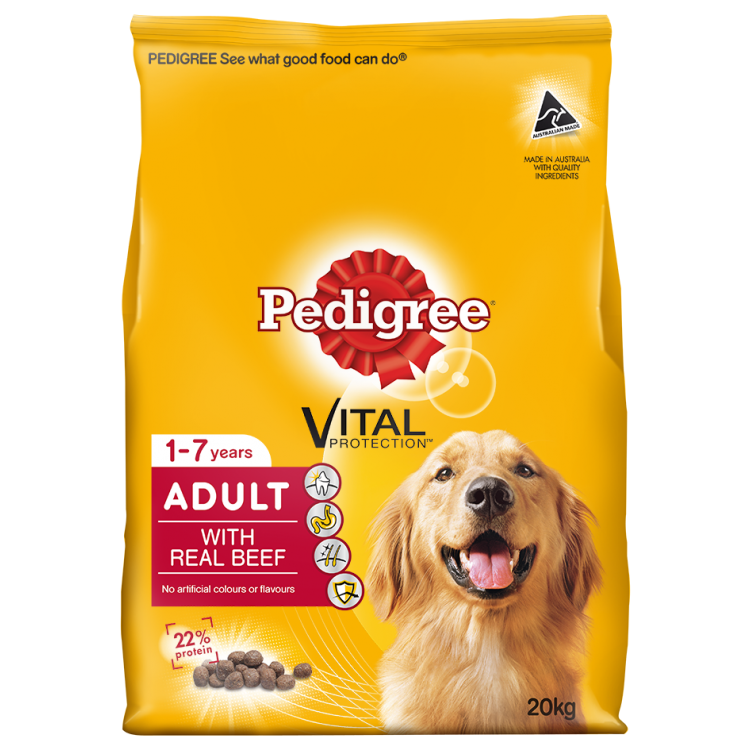 PEDIGREE See what good food can do®
AUSTRALIAN MADE
MADE IN AUSTRALIA
WITH QUALITY
INGREDIENTS
Pedigree®
VITAL
PROTECTION™
1-7 years
ADULT
WITH
REAL BEEF
No artificial colours or flavours
22%
protein
20kg